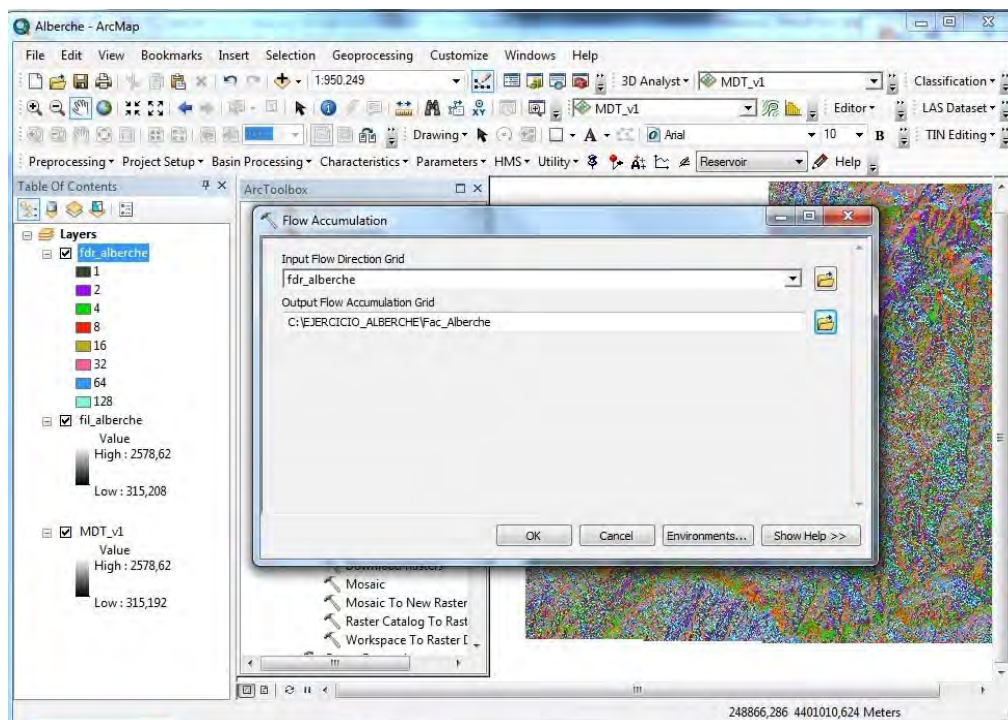 Alberche - ArcMap
File Edit View Bookmarks Insert Selection Geoprocessing Customize Windows Help
1:950.249 3D Analyst MDT_v1 Classification
MDT_v1 Editor LAS Dataset
Drawing A Arial 10 B TIN Editing
Preprocessing Project Setup Basin Processing Characteristics Parameters HMS Utility Reservoir Help
Table Of Contents
ArcToolbox
Layers
fdr_alberche
1
2
4
8
16
32
64
128
fil_alberche
Value
High : 2578,62
Low : 315,208
MDT_v1
Value
High : 2578,62
Low : 315,192
Flow Accumulation
Input Flow Direction Grid
fdr_alberche
Output Flow Accumulation Grid
C:\EJERCICIO_ALBERCHE\Fac_Alberche
OK Cancel Environments... Show Help >>
Mosaic
Mosaic To New Raster
Raster Catalog To Rast
Workspace To Raster D
248866,286 4401010,624 Meters